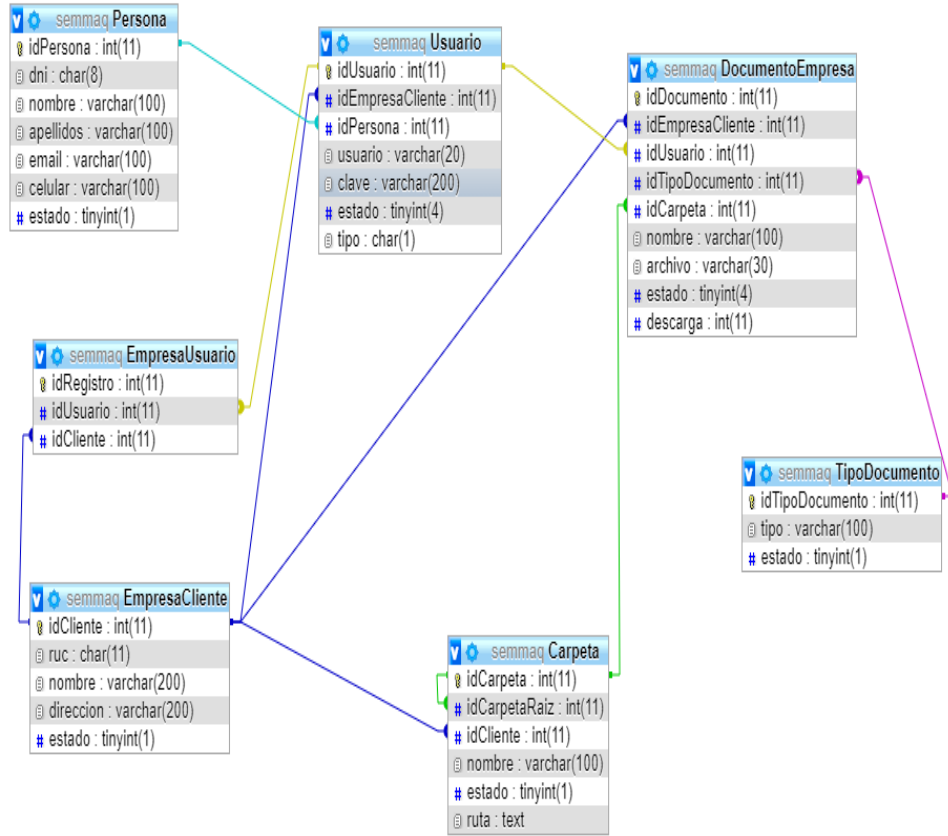 semmaq Persona
idPersona : int(11)
dni : char(8)
nombre : varchar(100)
apellidos : varchar(100)
email : varchar(100)
celular : varchar(100)
# estado : tinyint(1)
semmaq Usuario
idUsuario : int(11)
# idEmpresaCliente : int(11)
# idPersona : int(11)
usuario : varchar(20)
clave : varchar(200)
# estado : tinyint(4)
tipo : char(1)
semmaq DocumentoEmpresa
idDocumento : int(11)
# idEmpresaCliente : int(11)
# idUsuario : int(11)
# idTipoDocumento : int(11)
# idCarpeta : int(11)
nombre : varchar(100)
archivo : varchar(30)
# estado : tinyint(4)
# descarga : int(11)
semmaq EmpresaUsuario
idRegistro : int(11)
# idUsuario : int(11)
# idCliente : int(11)
semmaq TipoDocumento
idTipoDocumento : int(11)
tipo : varchar(100)
# estado : tinyint(1)
semmaq EmpresaCliente
idCliente : int(11)
ruc : char(11)
nombre : varchar(200)
direccion : varchar(200)
# estado : tinyint(1)
semmaq Carpeta
idCarpeta : int(11)
# idCarpetaRaiz : int(11)
# idCliente : int(11)
nombre : varchar(100)
# estado : tinyint(1)
ruta : text